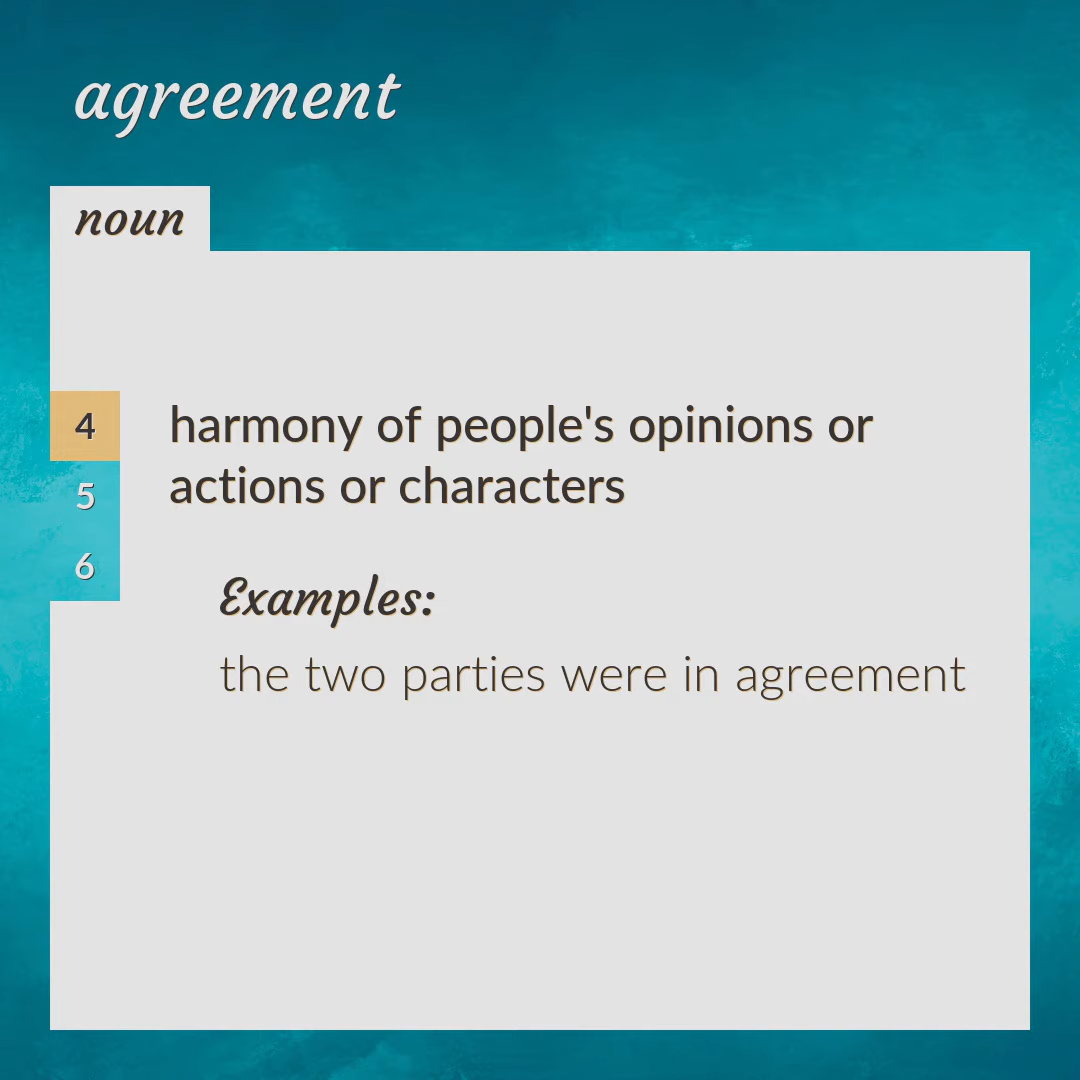 agreement
noun
4
harmony of people's opinions or
actions or characters
5
6
Examples:
the two parties were in agreement